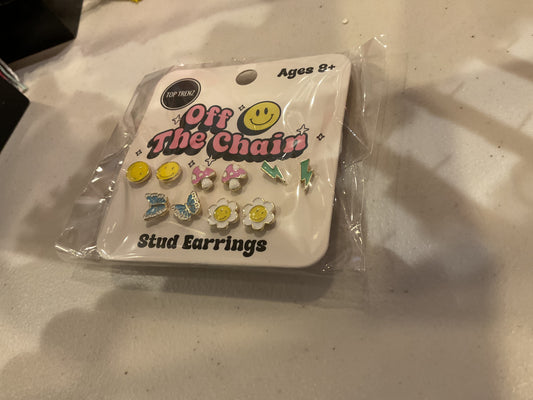 Ages 8+
TOP TRENZ
Off
The Chain
Stud Earrings